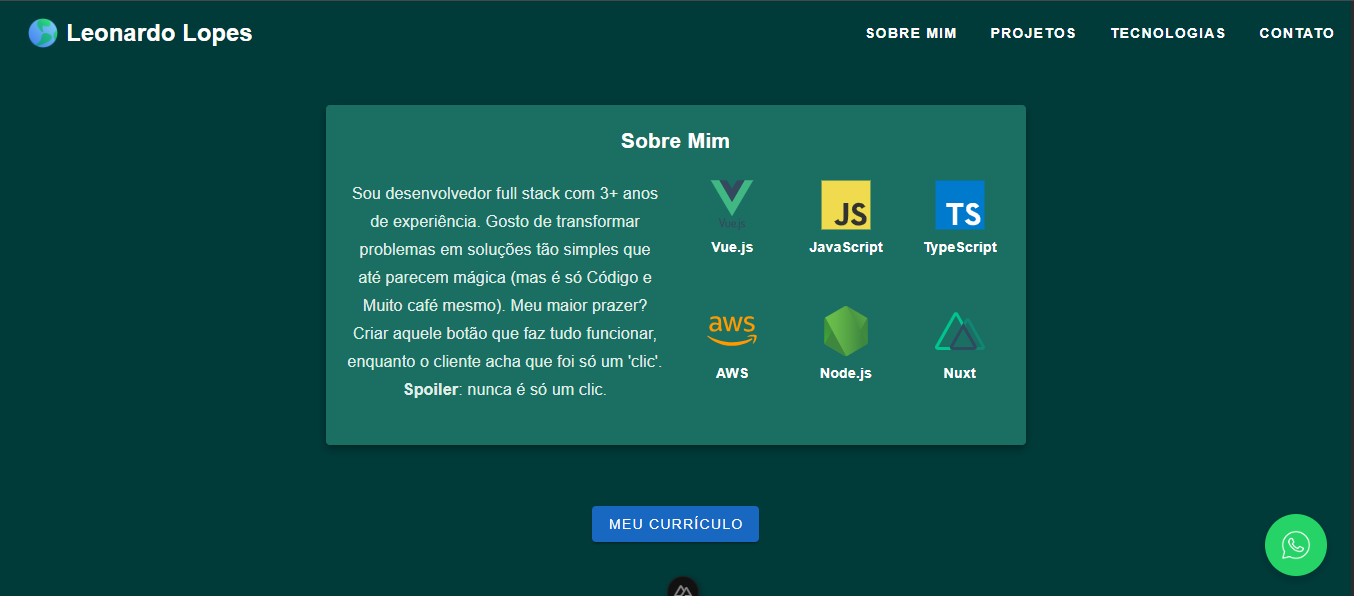 Leonardo Lopes
SOBRE MIM
PROJETOS
TECNOLOGIAS
CONTATO
Sobre Mim
Sou desenvolvedor full stack com 3+ anos
de experiência. Gosto de transformar
problemas em soluções tão simples que
até parecem mágica (mas é só Código e
Muito café mesmo). Meu maior prazer?
Criar aquele botão que faz tudo funcionar,
enquanto o cliente acha que foi só um 'clic'.
Spoiler: nunca é só um clic.
Vue.js
Vue.js
JS
JavaScript
TS
TypeScript
aws
AWS
Node.js
Nuxt
MEU CURRÍCULO